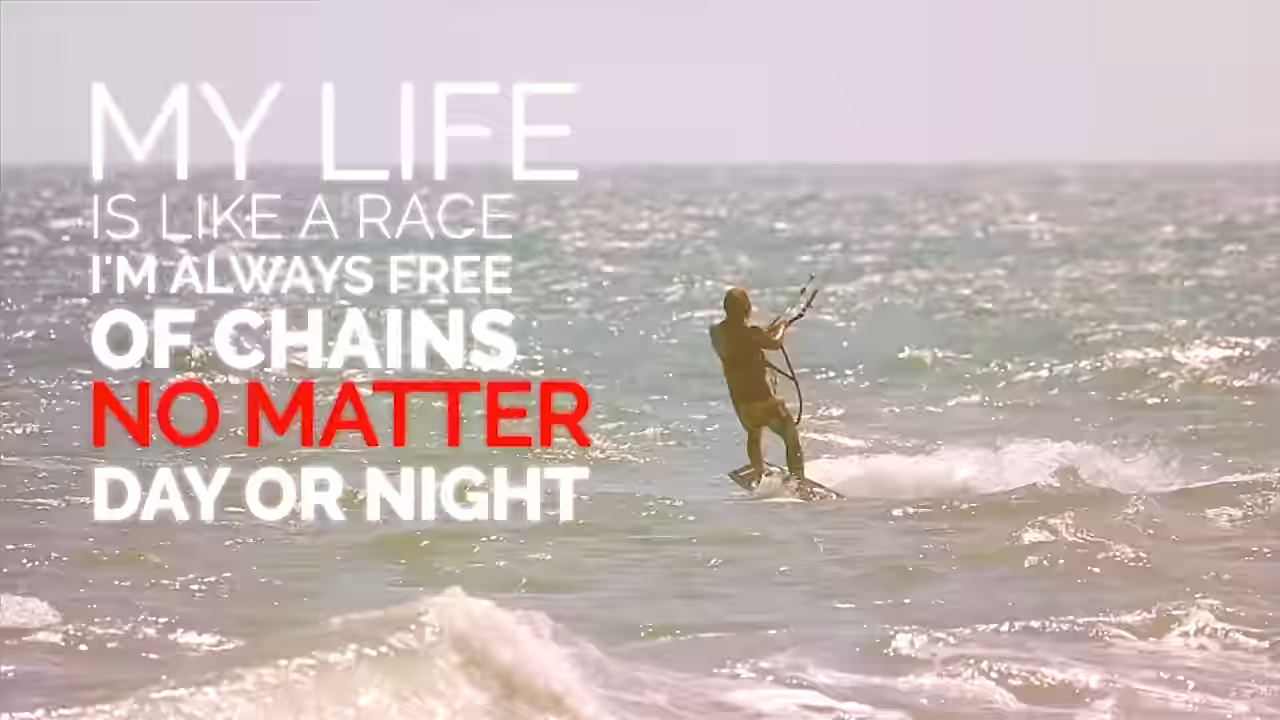 MY LIFE
IS LIKE A RACE
I'M ALWAYS FREE
OF CHAINS
NO MATTER
DAY OR NIGHT